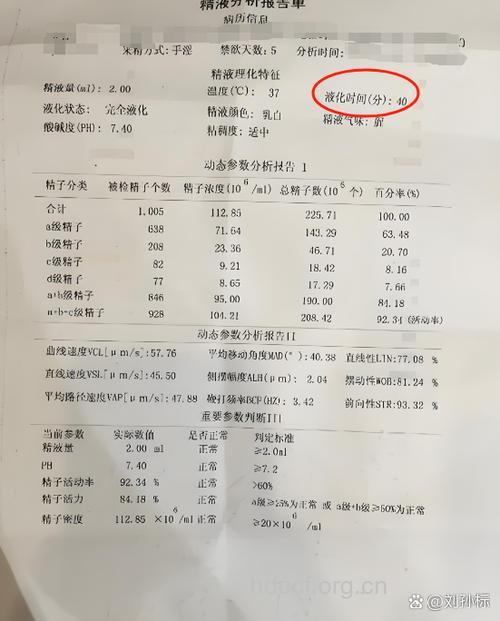 精液分析报告单
病历信息
采精方式:手淫 禁欲天数:5 分析时间:
精液理化特征
精液量(ml): 2.00 温度(℃): 37 液化时间(分): 40
液化状态: 完全液化 精液颜色: 乳白 精液气味: 腥
酸碱度(PH): 7.40 粘稠度: 适中
动态参数分析报告 I
精子分类 被检精子个数 精子浓度(10^6/ml) 总精子数(10^6个) 百分率(%)
合计 1,005 112.85 225.71 100.00
a级精子 638 71.64 143.29 63.48
b级精子 208 23.36 46.71 20.70
c级精子 82 9.21 18.42 8.16
d级精子 77 8.65 17.29 7.66
a+b级精子 846 95.00 190.00 84.18
a+b+c级精子 928 104.21 208.42 92.34 (活动率)
动态参数分析报告II
曲线速度VCL[μm/s]:57.76 平均移动角度MAD(°):40.38 直线性LIN:77.08 %
直线速度VSL[μm/s]:45.50 侧摆幅度ALH(μm): 2.04 摆动性WOB:81.24 %
平均路径速度VAP[μm/s]:47.88 鞭打频率BCF(HZ): 3.42 前向性STR:93.32 %
重要参数判断III
当前参数 实际数值 是否正常 判定标准
精液量 2.00 ml 正常 ≥2.0ml
PH 7.40 正常 ≥7.2
精子活动率 92.34 % 正常 >60%
精子活力 84.18 % 正常 a级≥25%为正常 或 a级+b级≥50%为正常
精子密度 112.85 ×10^6/ml 正常 ≥20×10^6 /ml
hdccf.org.cn
@刘孙标